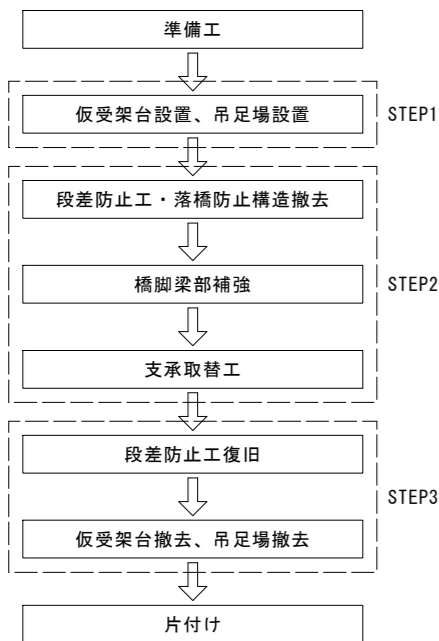 準備工
仮受架台設置、吊足場設置
STEP1
段差防止工・落橋防止構造撤去
橋脚梁部補強
STEP2
支承取替工
段差防止工復旧
STEP3
仮受架台撤去、吊足場撤去
片付け